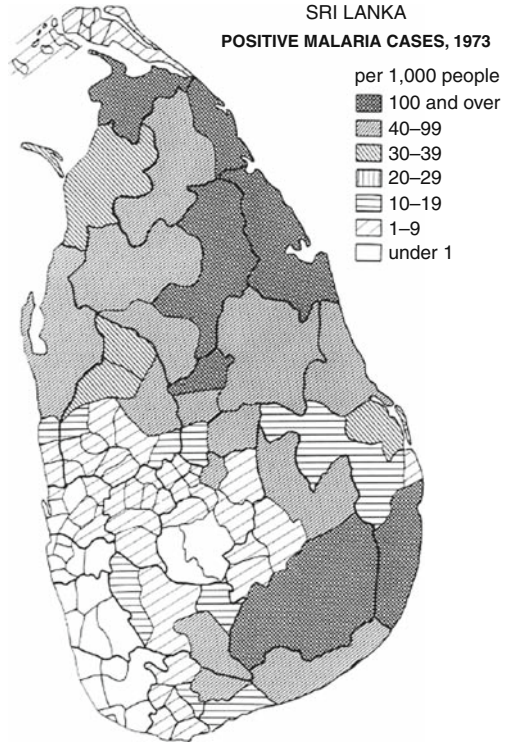 SRI LANKA
POSITIVE MALARIA CASES, 1973
per 1,000 people
100 and over
40–99
30–39
20–29
10–19
1–9
under 1